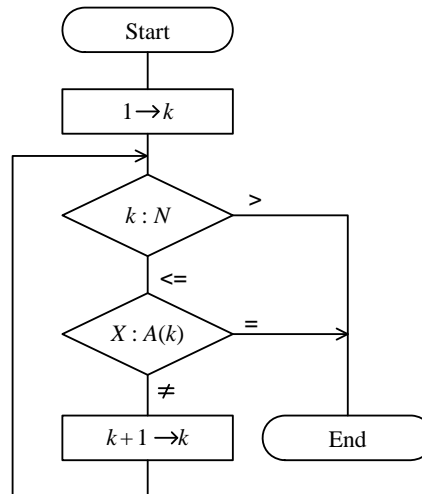 Start
1→k
k : N
>
<=
X : A(k)
=
≠
k+1→k
End